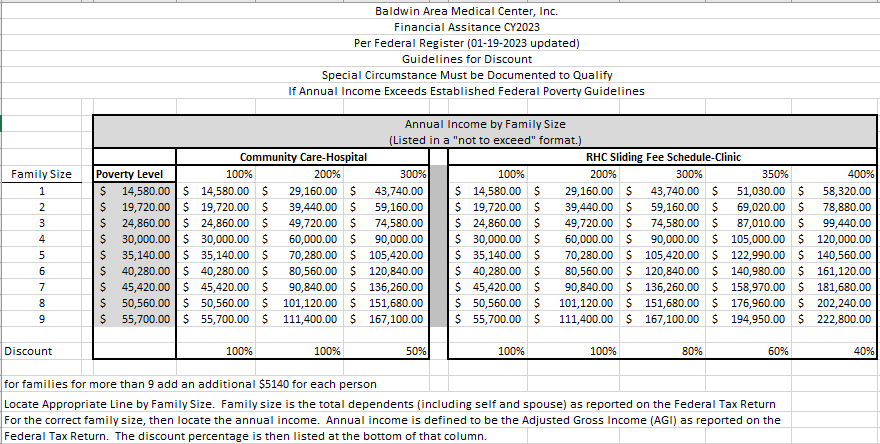 Baldwin Area Medical Center, Inc.
Financial Assitance CY2023
Per Federal Register (01-19-2023 updated)
Guidelines for Discount
Special Circumstance Must be Documented to Qualify
If Annual Income Exceeds Established Federal Poverty Guidelines
Annual Income by Family Size
(Listed in a "not to exceed" format.)
Community Care-Hospital RHC Sliding Fee Schedule-Clinic
Family Size Poverty Level 100% 200% 300% 100% 200% 300% 350% 400%
1 $ 14,580.00 $ 14,580.00 $ 29,160.00 $ 43,740.00 $ 14,580.00 $ 29,160.00 $ 43,740.00 $ 51,030.00 $ 58,320.00
2 $ 19,720.00 $ 19,720.00 $ 39,440.00 $ 59,160.00 $ 19,720.00 $ 39,440.00 $ 59,160.00 $ 69,020.00 $ 78,880.00
3 $ 24,860.00 $ 24,860.00 $ 49,720.00 $ 74,580.00 $ 24,860.00 $ 49,720.00 $ 74,580.00 $ 87,010.00 $ 99,440.00
4 $ 30,000.00 $ 30,000.00 $ 60,000.00 $ 90,000.00 $ 30,000.00 $ 60,000.00 $ 90,000.00 $ 105,000.00 $ 120,000.00
5 $ 35,140.00 $ 35,140.00 $ 70,280.00 $ 105,420.00 $ 35,140.00 $ 70,280.00 $ 105,420.00 $ 122,990.00 $ 140,560.00
6 $ 40,280.00 $ 40,280.00 $ 80,560.00 $ 120,840.00 $ 40,280.00 $ 80,560.00 $ 120,840.00 $ 140,980.00 $ 161,120.00
7 $ 45,420.00 $ 45,420.00 $ 90,840.00 $ 136,260.00 $ 45,420.00 $ 90,840.00 $ 136,260.00 $ 158,970.00 $ 181,680.00
8 $ 50,560.00 $ 50,560.00 $ 101,120.00 $ 151,680.00 $ 50,560.00 $ 101,120.00 $ 151,680.00 $ 176,960.00 $ 202,240.00
9 $ 55,700.00 $ 55,700.00 $ 111,400.00 $ 167,100.00 $ 55,700.00 $ 111,400.00 $ 167,100.00 $ 194,950.00 $ 222,800.00
Discount 100% 100% 50% 100% 100% 80% 60% 40%
for families for more than 9 add an additional $5140 for each person
Locate Appropriate Line by Family Size. Family size is the total dependents (including self and spouse) as reported on the Federal Tax Return
For the correct family size, then locate the annual income. Annual income is defined to be the Adjusted Gross Income (AGI) as reported on the
Federal Tax Return. The discount percentage is then listed at the bottom of that column.